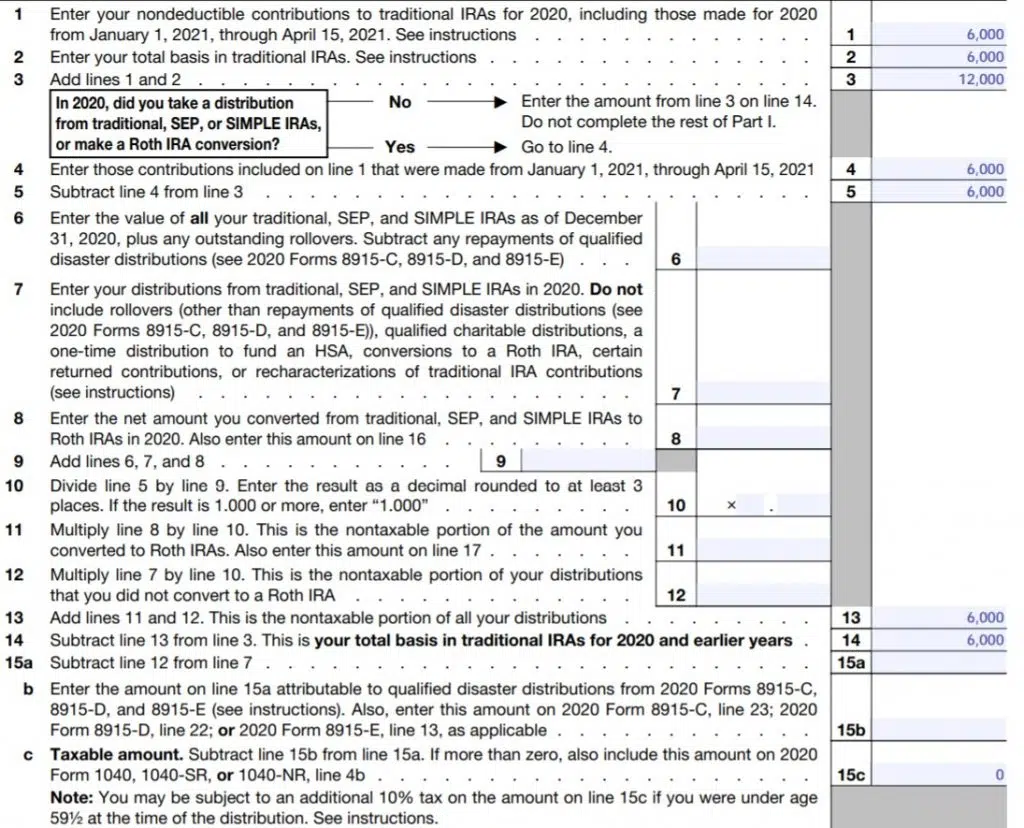 1 Enter your nondeductible contributions to traditional IRAs for 2020, including those made for 2020
from January 1, 2021, through April 15, 2021. See instructions . . . . . . . . . . . . . 1 6,000
2 Enter your total basis in traditional IRAs. See instructions . . . . . . . . . . . . . . . 2 6,000
3 Add lines 1 and 2 . . . . . . . . . . . . . . . . . . . . . . . . . . . 3 12,000
In 2020, did you take a distribution
from traditional, SEP, or SIMPLE IRAs,
or make a Roth IRA conversion?
No Enter the amount from line 3 on line 14.
Do not complete the rest of Part I.
Yes Go to line 4.
4 Enter those contributions included on line 1 that were made from January 1, 2021, through April 15, 2021 4 6,000
5 Subtract line 4 from line 3 . . . . . . . . . . . . . . . . . . . . . . . . 5 6,000
6 Enter the value of all your traditional, SEP, and SIMPLE IRAs as of December
31, 2020, plus any outstanding rollovers. Subtract any repayments of qualified
disaster distributions (see 2020 Forms 8915-C, 8915-D, and 8915-E) . . . 6
7 Enter your distributions from traditional, SEP, and SIMPLE IRAs in 2020. Do not
include rollovers (other than repayments of qualified disaster distributions (see
2020 Forms 8915-C, 8915-D, and 8915-E)), qualified charitable distributions, a
one-time distribution to fund an HSA, conversions to a Roth IRA, certain
returned contributions, or recharacterizations of traditional IRA contributions
(see instructions) . . . . . . . . . . . . . . . . . . 7
8 Enter the net amount you converted from traditional, SEP, and SIMPLE IRAs to
Roth IRAs in 2020. Also enter this amount on line 16 . . . . . . . . . 8
9 Add lines 6, 7, and 8 . . . . . . . . . . . 9
10 Divide line 5 by line 9. Enter the result as a decimal rounded to at least 3
places. If the result is 1.000 or more, enter “1.000” . . . . . . . . . 10 × .
11 Multiply line 8 by line 10. This is the nontaxable portion of the amount you
converted to Roth IRAs. Also enter this amount on line 17 . . . . . . . 11
12 Multiply line 7 by line 10. This is the nontaxable portion of your distributions
that you did not convert to a Roth IRA . . . . . . . . . . . . 12
13 Add lines 11 and 12. This is the nontaxable portion of all your distributions . . . . . . . . . 13 6,000
14 Subtract line 13 from line 3. This is your total basis in traditional IRAs for 2020 and earlier years . 14 6,000
15a Subtract line 12 from line 7 . . . . . . . . . . . . . . . . . . . . . . . . 15a
b Enter the amount on line 15a attributable to qualified disaster distributions from 2020 Forms 8915-C,
8915-D, and 8915-E (see instructions). Also, enter this amount on 2020 Form 8915-C, line 23; 2020
Form 8915-D, line 22; or 2020 Form 8915-E, line 13, as applicable . . . . . . . . . . . . 15b
c Taxable amount. Subtract line 15b from line 15a. If more than zero, also include this amount on 2020
Form 1040, 1040-SR, or 1040-NR, line 4b . . . . . . . . . . . . . . . . . . . . 15c 0
Note: You may be subject to an additional 10% tax on the amount on line 15c if you were under age
59½ at the time of the distribution. See instructions.